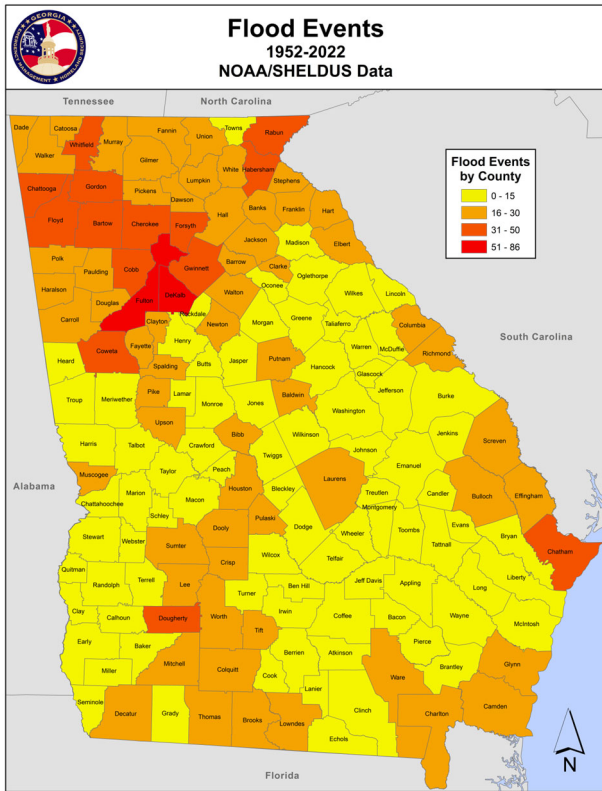 GEORGIA
EMERGENCY MANAGEMENT
HOMELAND SECURITY
Flood Events
1952-2022
NOAA/SHELDUS Data
Tennessee
North Carolina
Flood Events
by County
0 - 15
16 - 30
31 - 50
51 - 86
Dade
Catoosa
Whitfield
Murray
Fannin
Union
Towns
Rabun
Walker
Gilmer
White
Habersham
Lumpkin
Stephens
Chattooga
Gordon
Pickens
Dawson
Hall
Banks
Franklin
Hart
Floyd
Bartow
Cherokee
Forsyth
Jackson
Madison
Elbert
Polk
Paulding
Cobb
Gwinnett
Barrow
Clarke
Oglethorpe
Haralson
Douglas
Fulton
DeKalb
Walton
Oconee
Wilkes
Lincoln
Carroll
Clayton
Rockdale
Newton
Morgan
Greene
Taliaferro
Columbia
South Carolina
Heard
Coweta
Fayette
Henry
Spalding
Butts
Jasper
Putnam
Hancock
Warren
McDuffie
Richmond
Glascock
Troup
Meriwether
Pike
Lamar
Monroe
Jones
Baldwin
Washington
Jefferson
Burke
Upson
Harris
Talbot
Crawford
Bibb
Wilkinson
Jenkins
Screven
Twiggs
Johnson
Emanuel
Muscogee
Taylor
Peach
Houston
Bleckley
Laurens
Treutlen
Candler
Bulloch
Effingham
Alabama
Chattahoochee
Marion
Macon
Schley
Pulaski
Dodge
Montgomery
Wheeler
Toombs
Evans
Tattnall
Bryan
Chatham
Stewart
Webster
Sumter
Dooly
Crisp
Wilcox
Telfair
Liberty
Quitman
Randolph
Terrell
Lee
Turner
Ben Hill
Jeff Davis
Appling
Long
Clay
Calhoun
Dougherty
Worth
Irwin
Coffee
Bacon
Wayne
McIntosh
Early
Baker
Tift
Berrien
Atkinson
Pierce
Miller
Mitchell
Colquitt
Cook
Lanier
Ware
Brantley
Glynn
Seminole
Decatur
Grady
Thomas
Brooks
Lowndes
Clinch
Echols
Charlton
Camden
N
Florida